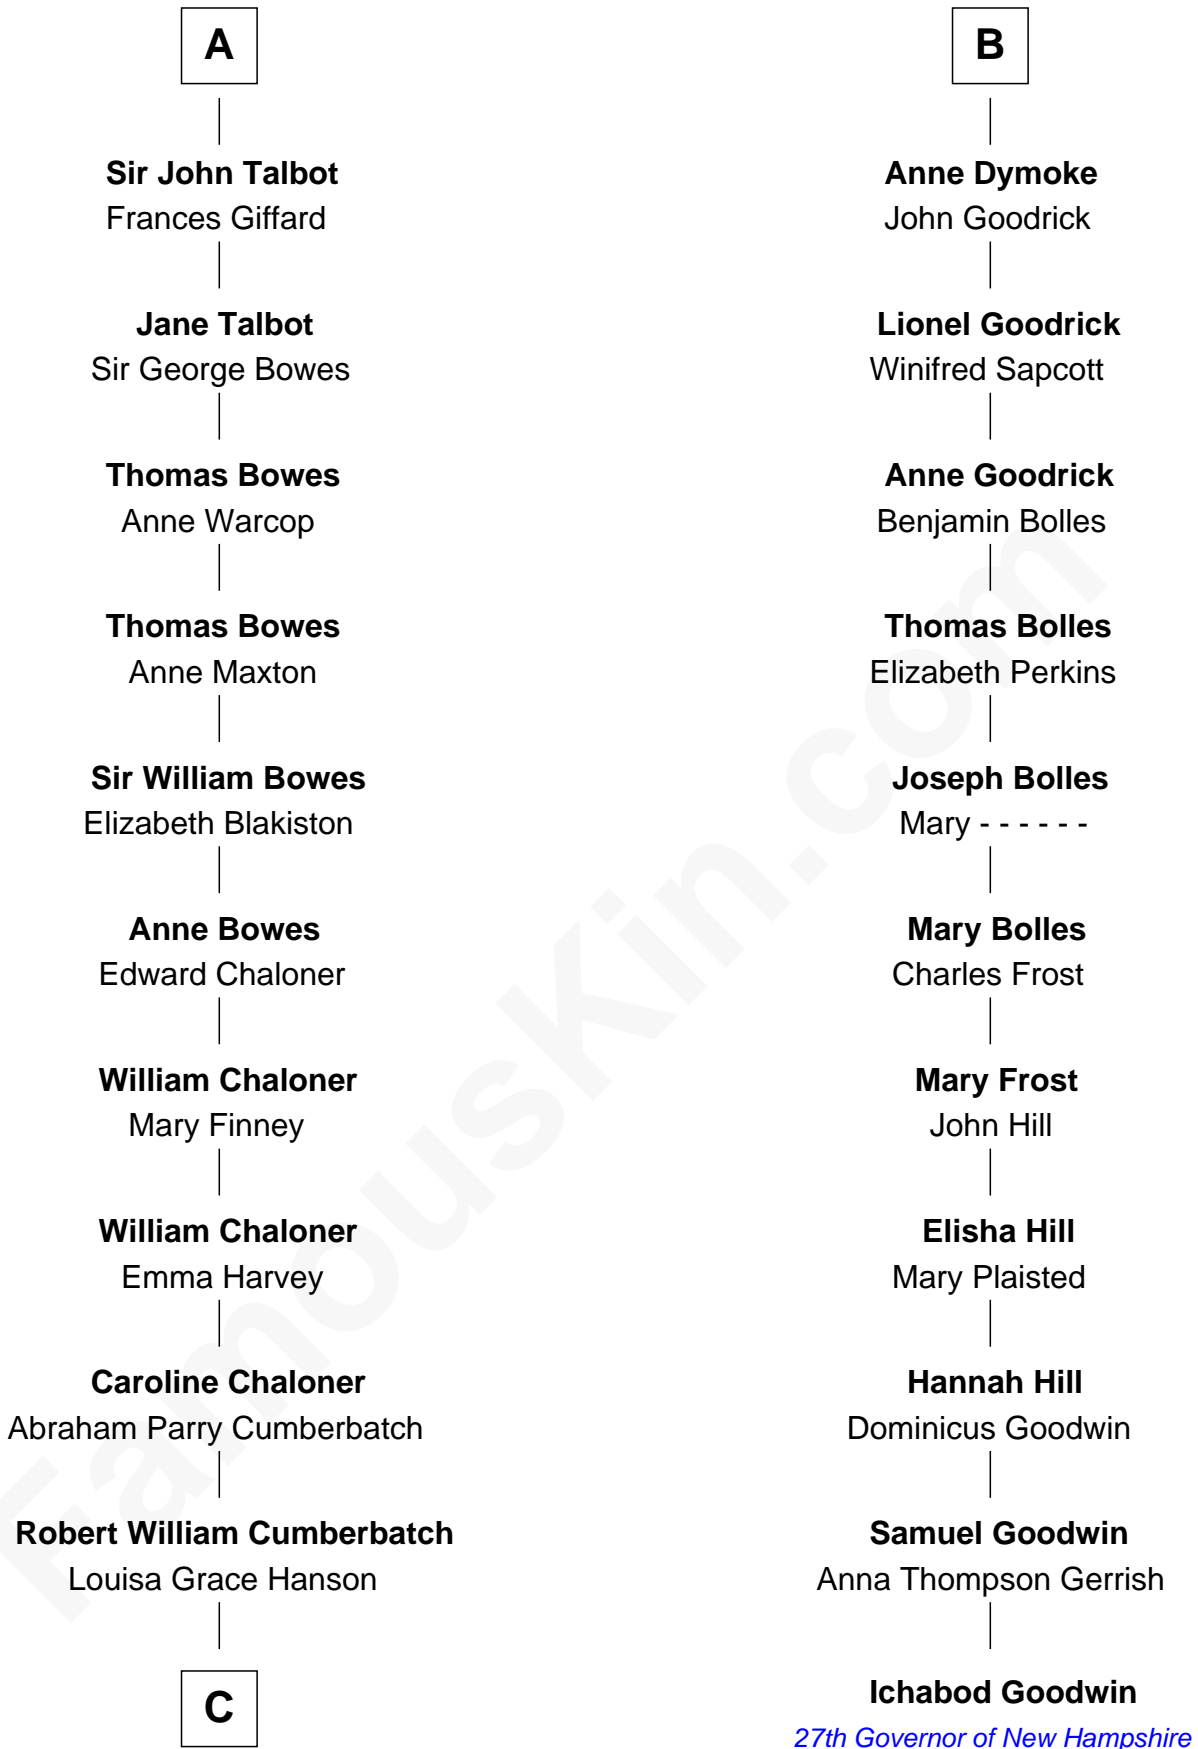 A
Sir John Talbot
Frances Giffard
Jane Talbot
Sir George Bowes
Thomas Bowes
Anne Warcop
Thomas Bowes
Anne Maxton
Sir William Bowes
Elizabeth Blakiston
Anne Bowes
Edward Chaloner
William Chaloner
Mary Finney
William Chaloner
Emma Harvey
Caroline Chaloner
Abraham Parry Cumberbatch
Robert William Cumberbatch
Louisa Grace Hanson
C
B
Anne Dymoke
John Goodrick
Lionel Goodrick
Winifred Sapcott
Anne Goodrick
Benjamin Bolles
Thomas Bolles
Elizabeth Perkins
Joseph Bolles
Mary - - - - - -
Mary Bolles
Charles Frost
Mary Frost
John Hill
Elisha Hill
Mary Plaisted
Hannah Hill
Dominicus Goodwin
Samuel Goodwin
Anna Thompson Gerrish
Ichabod Goodwin
27th Governor of New Hampshire
FamousKin.com